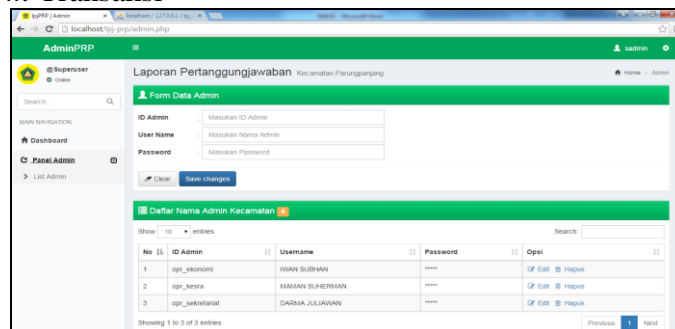 LpjPRP | Admin
localhost / 127.0.0.1 / lpj_
localhost/lpj-prp/admin.php
AdminPRP
sadmin
@Superuser
Online
Laporan Pertanggungjawaban Kecamatan Parungpanjang
Home
Admin
Search...
MAIN NAVIGATION
Dashboard
Panel Admin
List Admin
Form Data Admin
ID Admin : Masukan ID Admin
User Name : Masukan Nama Admin
Password : Masukan Password
Clear Save changes
Daftar Nama Admin Kecamatan
Show 10 entries Search:
No ID Admin Username Password Opsi
1 opr_ekonomi IWAN SUBHAN ***** Edit Hapus
2 opr_kesra MAMAN SUHERMAN ***** Edit Hapus
3 opr_sekretariat DARMA JULIAWAN ***** Edit Hapus
Showing 1 to 3 of 3 entries Previous 1 Next